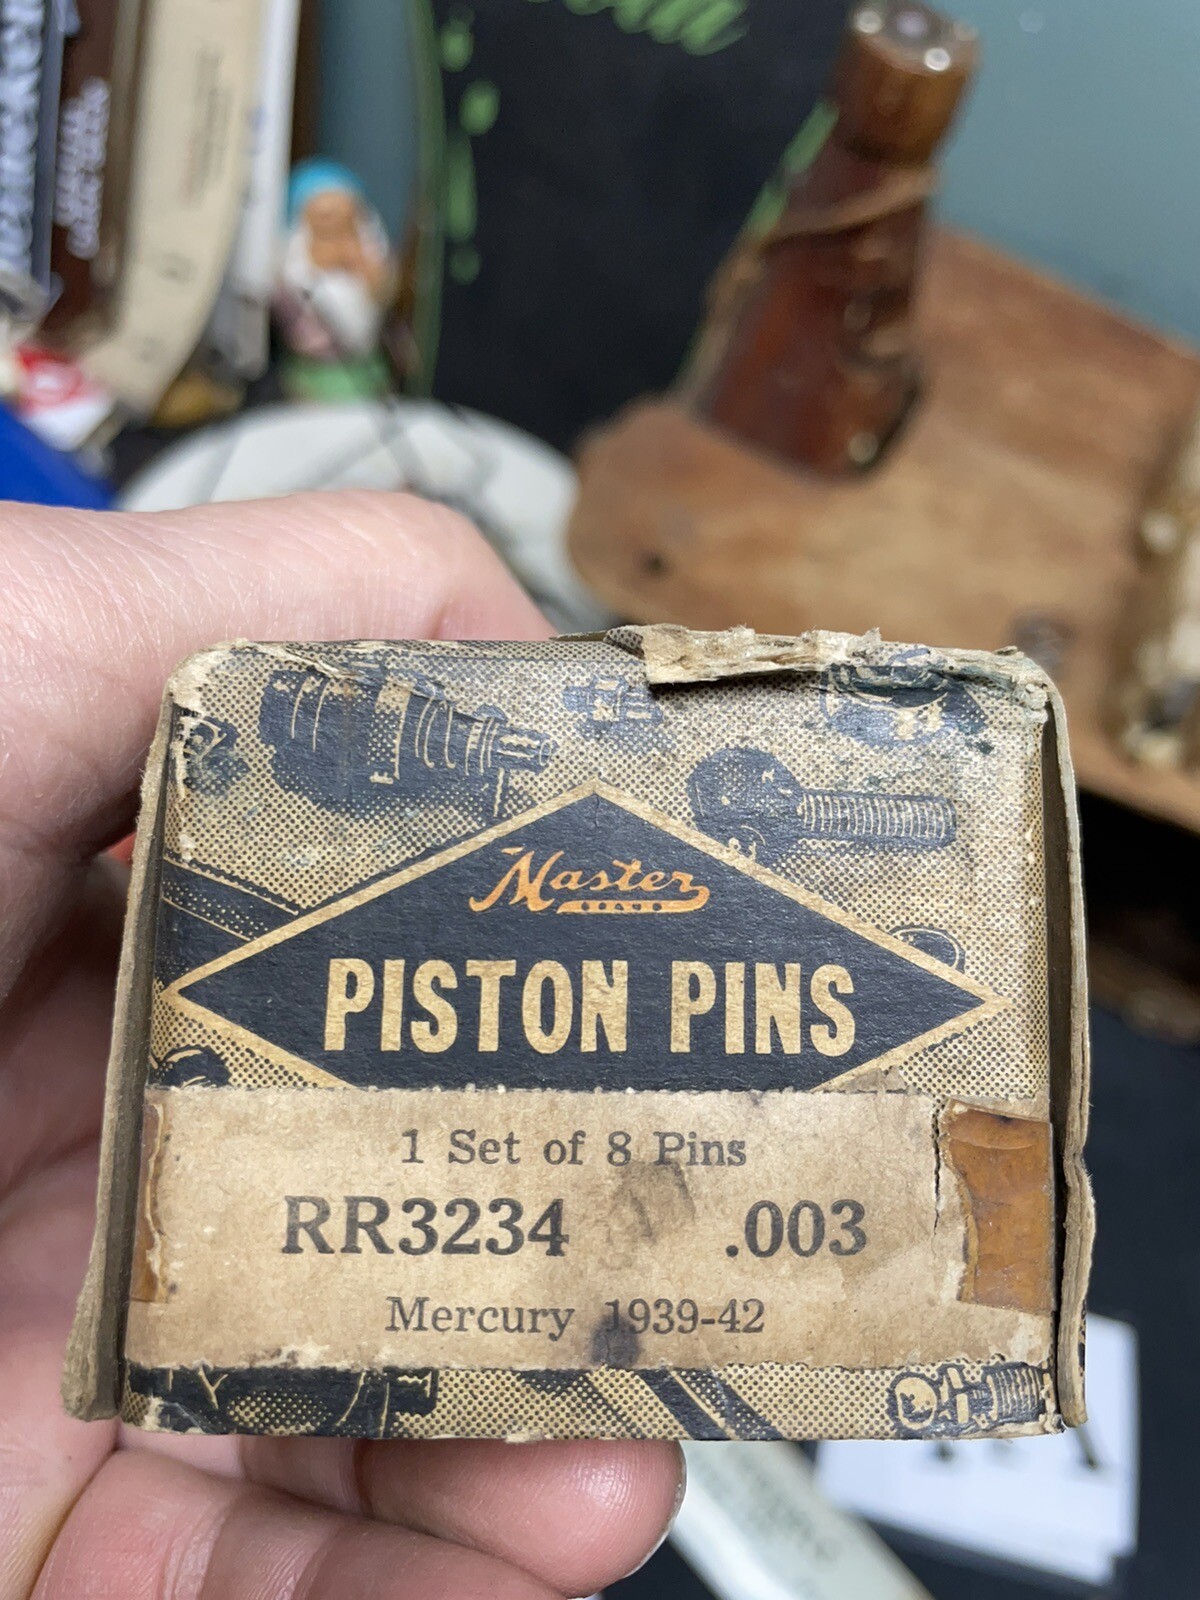 Master
PISTON PINS
1 Set of 8 Pins
RR3234 .003
Mercury 1939-42